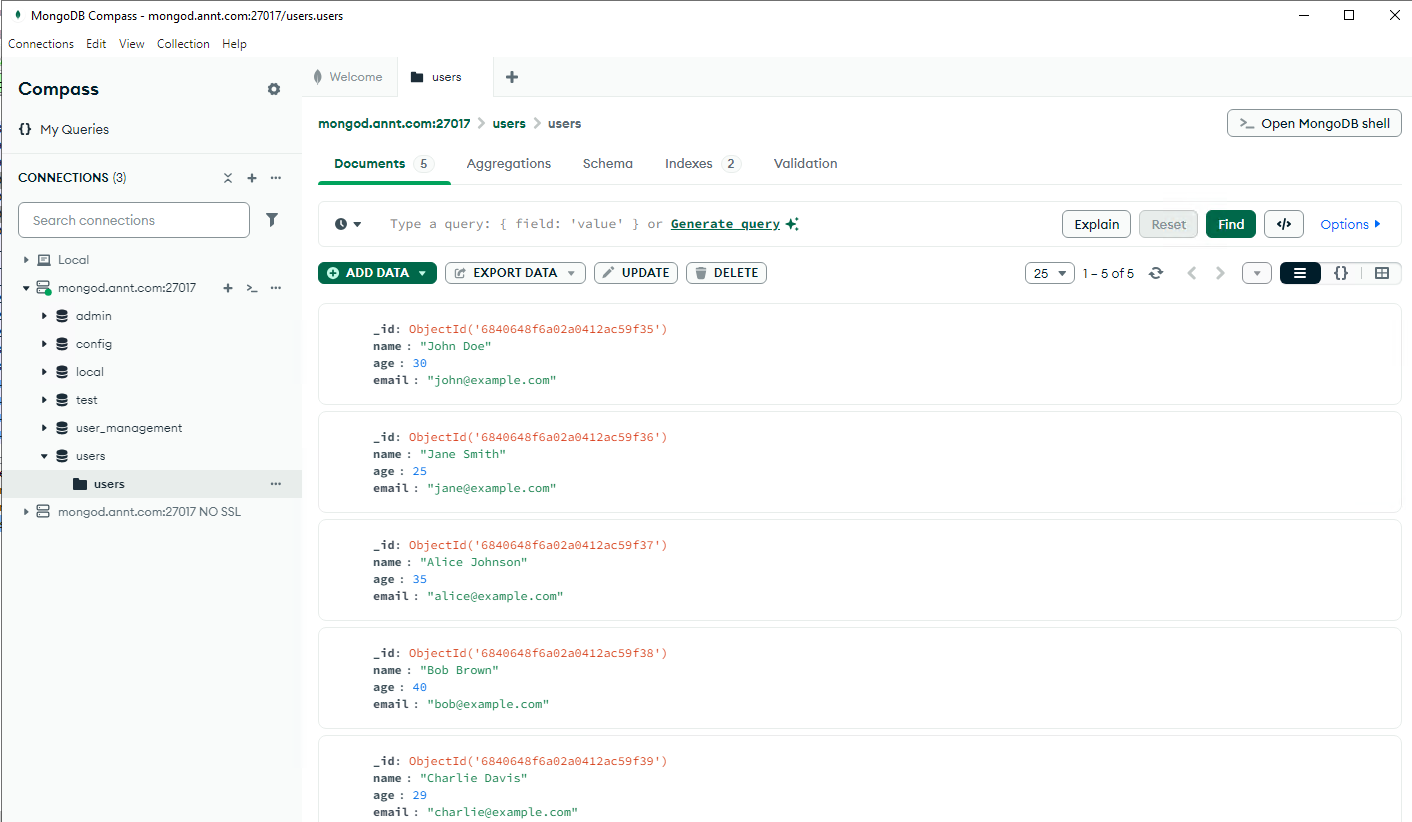 MongoDB Compass - mongod.annt.com:27017/users.users
Connections Edit View Collection Help
Compass
{} My Queries
CONNECTIONS (3)
Search connections
Local
mongod.annt.com:27017
admin
config
local
test
user_management
users
users
mongod.annt.com:27017 NO SSL
Welcome
users
mongod.annt.com:27017 > users > users
>_ Open MongoDB shell
Documents 5 Aggregations Schema Indexes 2 Validation
Type a query: { field: 'value' } or Generate query
Explain Reset Find </> Options
ADD DATA EXPORT DATA UPDATE DELETE
25 1 – 5 of 5 {}
_id: ObjectId('6840648f6a02a0412ac59f35')
name : "John Doe"
age : 30
email : "john@example.com"
_id: ObjectId('6840648f6a02a0412ac59f36')
name : "Jane Smith"
age : 25
email : "jane@example.com"
_id: ObjectId('6840648f6a02a0412ac59f37')
name : "Alice Johnson"
age : 35
email : "alice@example.com"
_id: ObjectId('6840648f6a02a0412ac59f38')
name : "Bob Brown"
age : 40
email : "bob@example.com"
_id: ObjectId('6840648f6a02a0412ac59f39')
name : "Charlie Davis"
age : 29
email : "charlie@example.com"